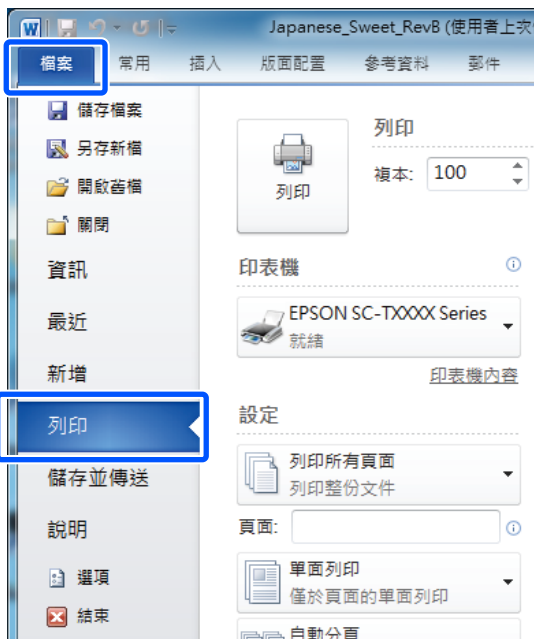 Japanese_Sweet_RevB (使用者上次
檔案 常用 插入 版面配置 參考資料 郵件
儲存檔案
另存新檔
開啟舊檔
關閉
資訊
最近
新增
列印
儲存並傳送
說明
選項
結束
列印
列印
複本: 100
印表機
EPSON SC-TXXXX Series
就緒
印表機內容
設定
列印所有頁面
列印整份文件
頁面:
單面列印
僅於頁面的單面列印
自動分頁